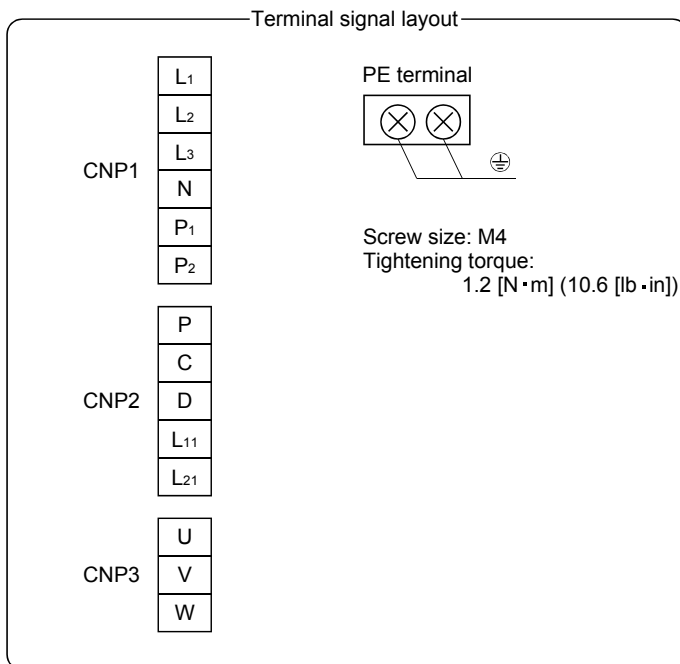 Terminal signal layout
CNP1
L1
L2
L3
N
P1
P2
CNP2
P
C
D
L11
L21
CNP3
U
V
W
PE terminal
Screw size: M4
Tightening torque:
1.2 [N▪m] (10.6 [lb▪in])